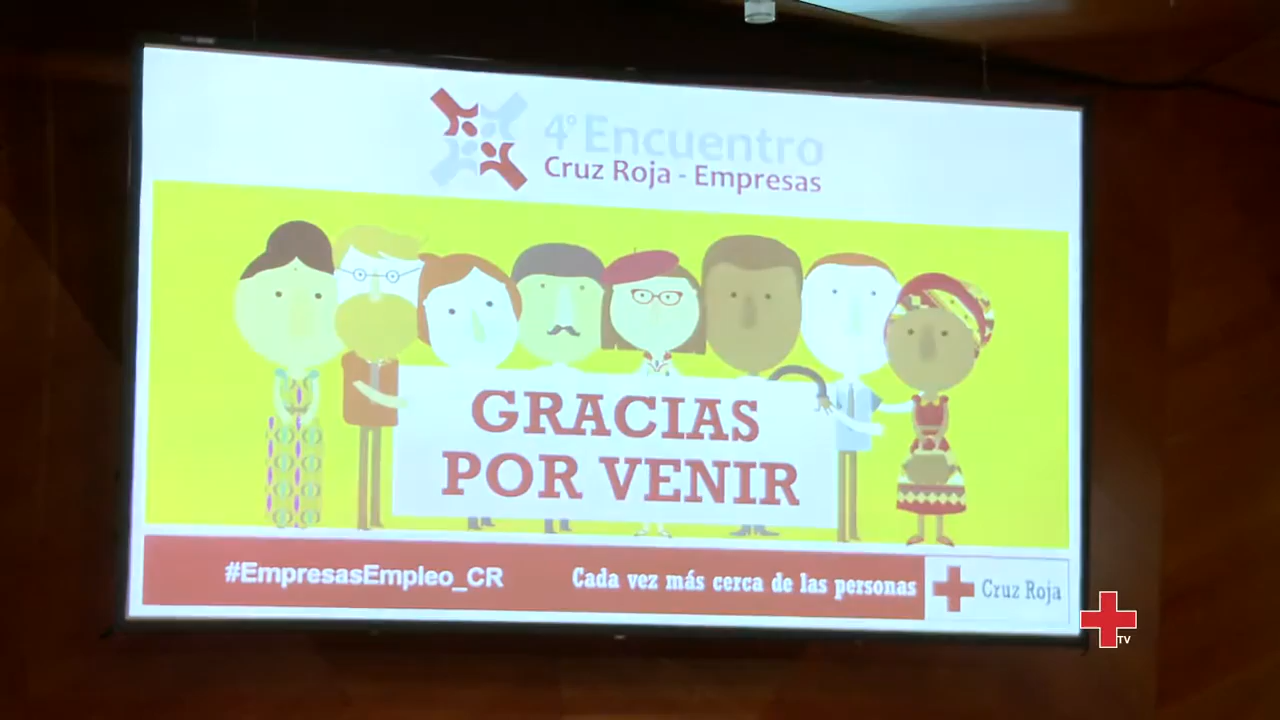 4º Encuentro
Cruz Roja - Empresas
GRACIAS
POR VENIR
#EmpresasEmpleo_CR
Cada vez más cerca de las personas
Cruz Roja
TV